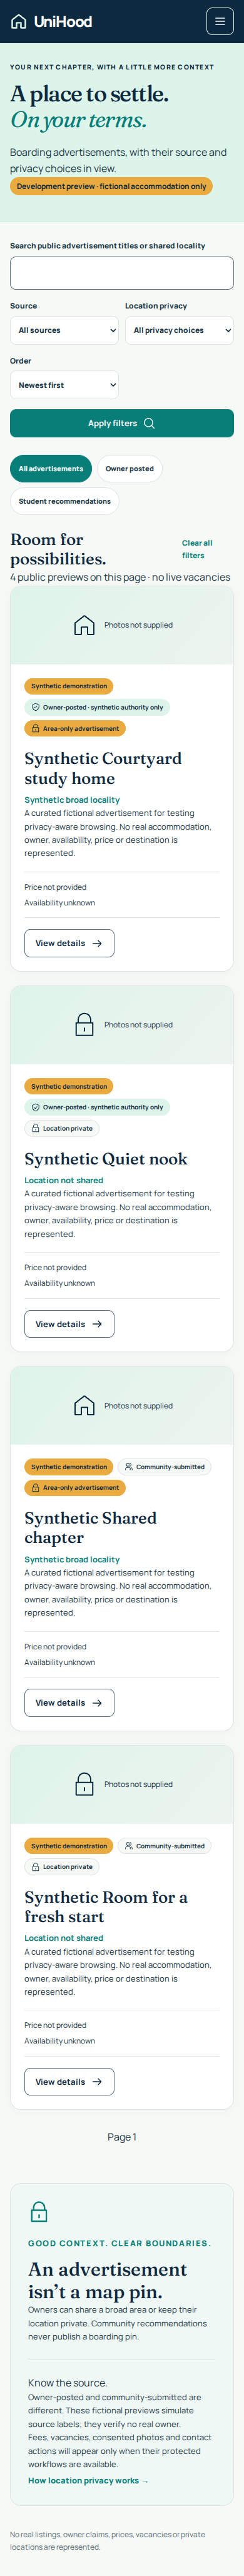 UniHood
YOUR NEXT CHAPTER, WITH A LITTLE MORE CONTEXT
A place to settle.
On your terms.
Boarding advertisements, with their source and
privacy choices in view.
Development preview · fictional accommodation only
Search public advertisement titles or shared locality
Source
Location privacy
All sources
All privacy choices
Order
Newest first
Apply filters
All advertisements
Owner posted
Student recommendations
Room for
possibilities.
Clear all
filters
4 public previews on this page · no live vacancies
Photos not supplied
Synthetic demonstration
Owner-posted · synthetic authority only
Area-only advertisement
Synthetic Courtyard
study home
Synthetic broad locality
A curated fictional advertisement for testing
privacy-aware browsing. No real accommodation,
owner, availability, price or destination is
represented.
Price not provided
Availability unknown
View details →
Photos not supplied
Synthetic demonstration
Owner-posted · synthetic authority only
Location private
Synthetic Quiet nook
Location not shared
A curated fictional advertisement for testing
privacy-aware browsing. No real accommodation,
owner, availability, price or destination is
represented.
Price not provided
Availability unknown
View details →
Photos not supplied
Synthetic demonstration
Community-submitted
Area-only advertisement
Synthetic Shared
chapter
Synthetic broad locality
A curated fictional advertisement for testing
privacy-aware browsing. No real accommodation,
owner, availability, price or destination is
represented.
Price not provided
Availability unknown
View details →
Photos not supplied
Synthetic demonstration
Community-submitted
Location private
Synthetic Room for a
fresh start
Location not shared
A curated fictional advertisement for testing
privacy-aware browsing. No real accommodation,
owner, availability, price or destination is
represented.
Price not provided
Availability unknown
View details →
Page 1
GOOD CONTEXT. CLEAR BOUNDARIES.
An advertisement
isn’t a map pin.
Owners can share a broad area or keep their
location private. Community recommendations
never publish a boarding pin.
Know the source.
Owner-posted and community-submitted are
different. These fictional previews simulate
source labels; they verify no real owner.
Fees, vacancies, consented photos and contact
actions will appear only when their protected
workflows are available.
How location privacy works →
No real listings, owner claims, prices, vacancies or private
locations are represented.